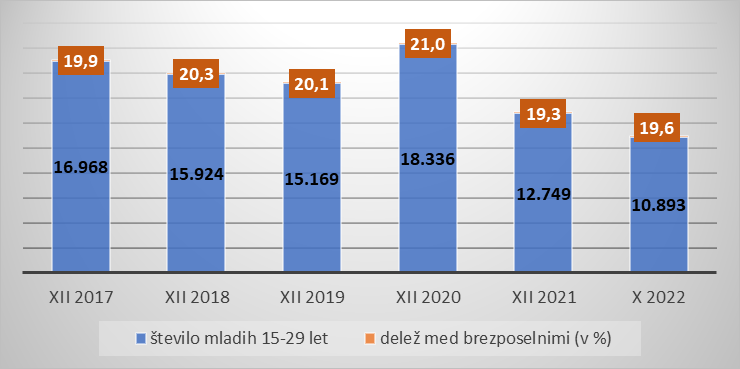 19,9
20,3
20,1
21,0
19,3
19,6
16.968
15.924
15.169
18.336
12.749
10.893
XII 2017
XII 2018
XII 2019
XII 2020
XII 2021
X 2022
število mladih 15-29 let
delež med brezposelnimi (v %)